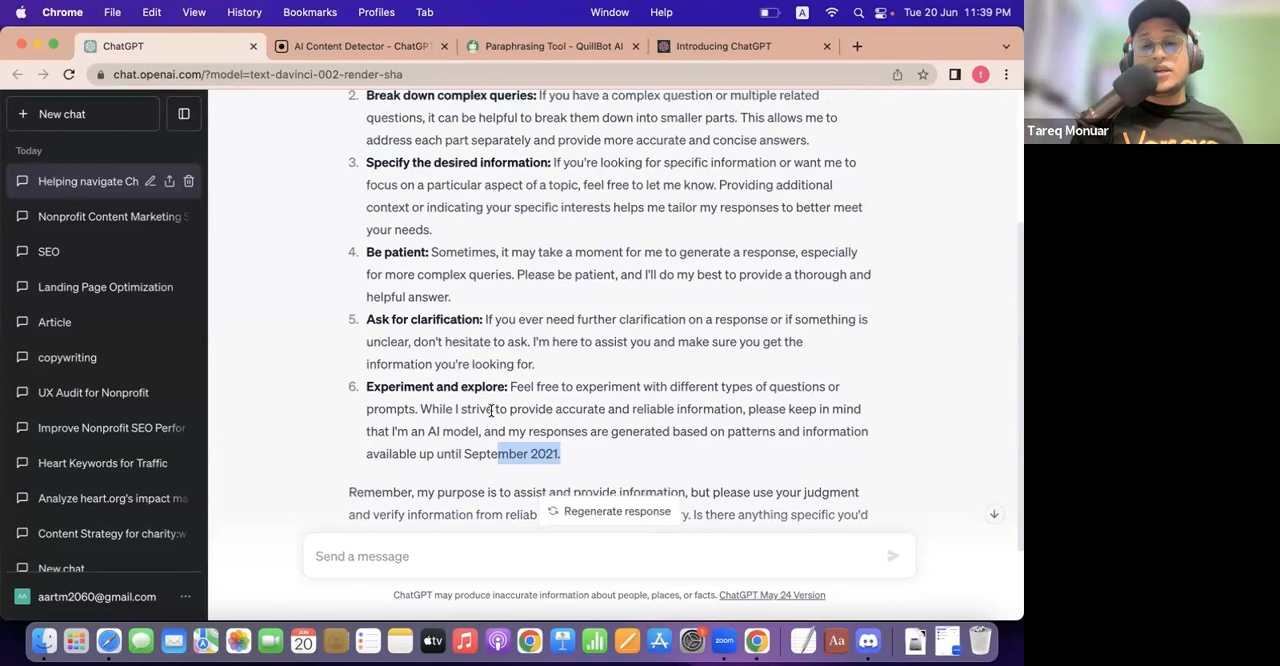 Chrome File Edit View History Bookmarks Profiles Tab Window Help A Tue 20 Jun 11:39 PM
ChatGPT AI Content Detector - ChatGP Paraphrasing Tool - QuillBot AI Introducing ChatGPT
chat.openai.com/?model=text-davinci-002-render-sha t
New chat
Today
Helping navigate Ch
Nonprofit Content Marketing S
SEO
Landing Page Optimization
Article
copywriting
UX Audit for Nonprofit
Improve Nonprofit SEO Perfor
Heart Keywords for Traffic
Analyze heart.org's impact ma
Content Strategy for charity:w
New chat
AA aartm2060@gmail.com
2. Break down complex queries: If you have a complex question or multiple related
questions, it can be helpful to break them down into smaller parts. This allows me to
address each part separately and provide more accurate and concise answers.
3. Specify the desired information: If you're looking for specific information or want me to
focus on a particular aspect of a topic, feel free to let me know. Providing additional
context or indicating your specific interests helps me tailor my responses to better meet
your needs.
4. Be patient: Sometimes, it may take a moment for me to generate a response, especially
for more complex queries. Please be patient, and I'll do my best to provide a thorough and
helpful answer.
5. Ask for clarification: If you ever need further clarification on a response or if something is
unclear, don't hesitate to ask. I'm here to assist you and make sure you get the
information you're looking for.
6. Experiment and explore: Feel free to experiment with different types of questions or
prompts. While I strive to provide accurate and reliable information, please keep in mind
that I'm an AI model, and my responses are generated based on patterns and information
available up until September 2021.
Remember, my purpose is to assist and provide information, but please use your judgment
and verify information from reliab ry. Is there anything specific you'd
Regenerate response
Send a message
ChatGPT may produce inaccurate information about people, places, or facts. ChatGPT May 24 Version
Tareq Monuar
JUN
20
tv
zoom
Aa